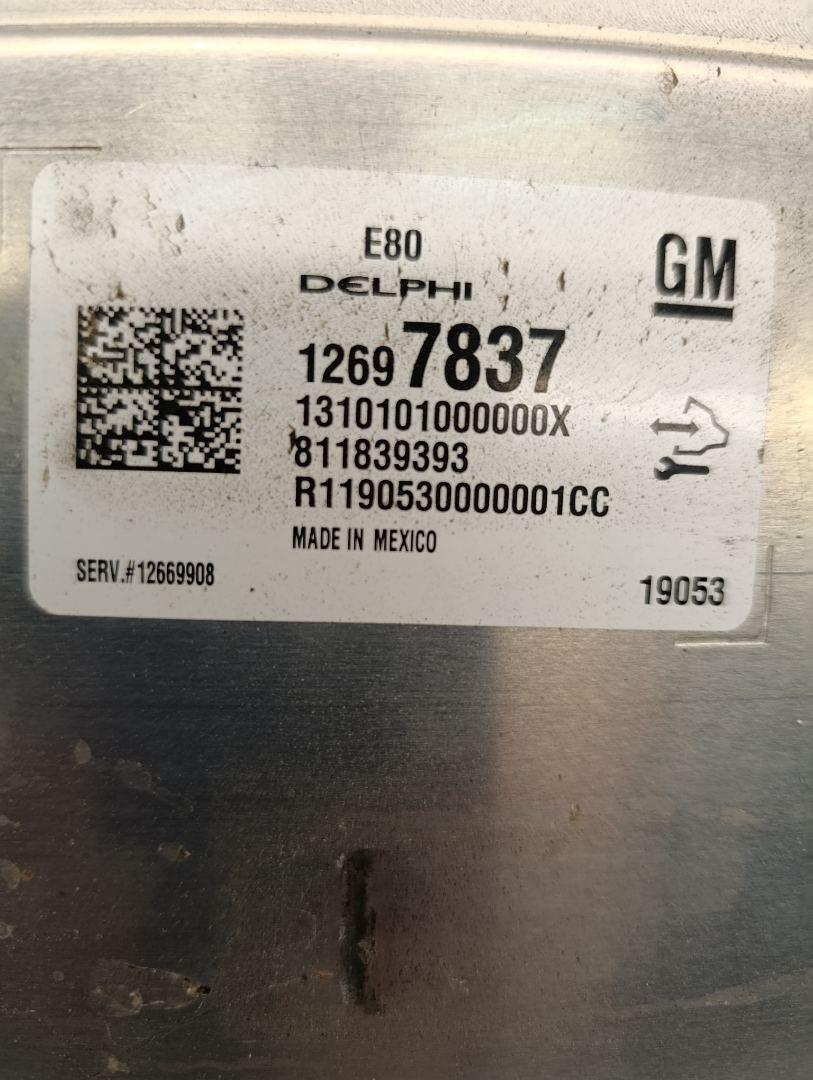 E80
DELPHI
GM
12697837
1310101000000X
811839393
R1190530000001CC
MADE IN MEXICO
SERV.#12669908
19053